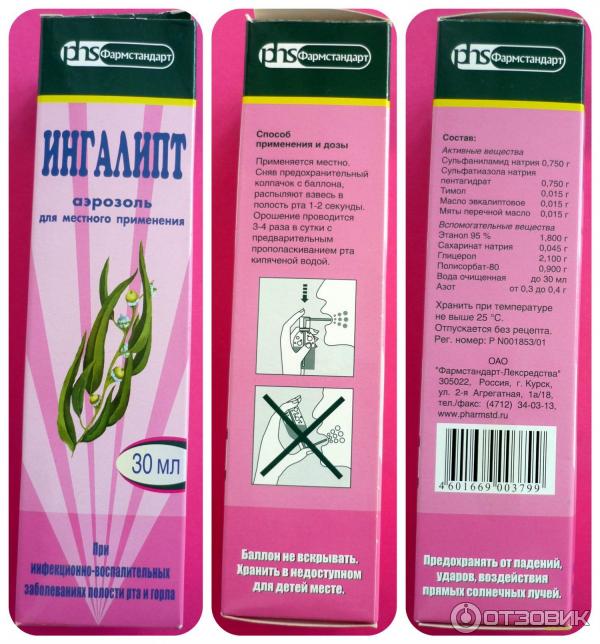 phs Фармстандарт
ИНГАЛИПТ
аэрозоль
для местного применения
30 МЛ
При
инфекционно-воспалительных
заболеваниях полости рта и горла
phs Фармстандарт
Способ
применения и дозы
Применяется местно.
Сняв предохранительный
колпачок с баллона,
распыляют взвесь в
полость рта 1-2 секунды.
Орошение проводится
3-4 раза в сутки с
предварительным
прополаскиванием рта
кипяченой водой.
Баллон не вскрывать.
Хранить в недоступном
для детей месте.
phs Фармстандарт
Состав:
Активные вещества
Сульфаниламид натрия 0,750 г
Сульфатиазола натрия
пентагидрат 0,750 г
Тимол 0,015 г
Масло эвкалиптовое 0,015 г
Мяты перечной масло 0,015 г
Вспомогательные вещества
Этанол 95 % 1,800 г
Сахаринат натрия 0,045 г
Глицерол 2,100 г
Полисорбат-80 0,900 г
Вода очищенная до 30 мл
Азот от 0,3 до 0,4 г
Хранить при температуре
не выше 25 °С.
Отпускается без рецепта.
Рег. номер: Р N001853/01
ОАО
"Фармстандарт-Лексредства"
305022, Россия, г. Курск,
ул. 2-я Агрегатная, 1а/18,
тел./факс: (4712) 34-03-13.
www.pharmstd.ru
4 601669 003799
Предохранять от падений,
ударов, воздействия
прямых солнечных лучей.
ОТЗОВИК